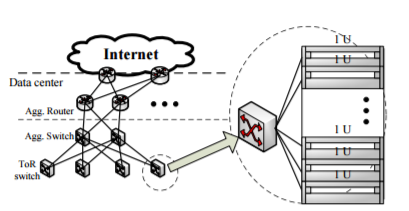 Internet
Data center
Agg. Router
Agg. Switch
ToR
switch
1 U
1 U
1 U
1 U
1 U